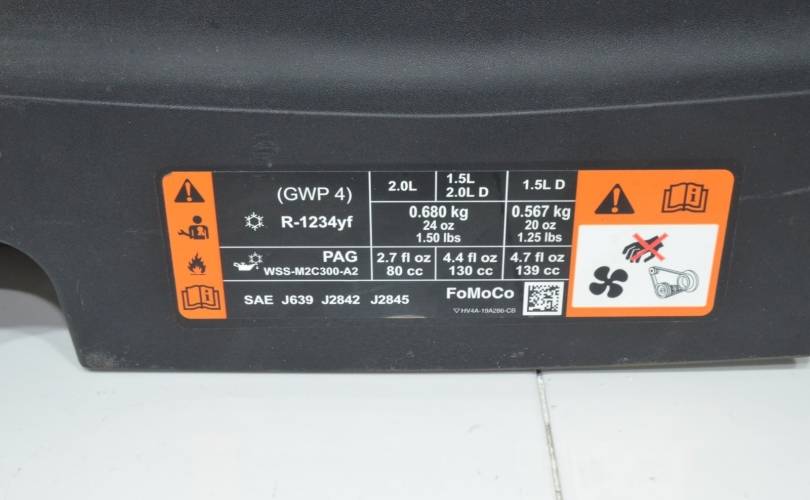 (GWP 4)
R-1234yf
2.0L
1.5L
2.0L D
1.5L D
0.680 kg
24 oz
1.50 lbs
0.567 kg
20 oz
1.25 lbs
PAG
WSS-M2C300-A2
2.7 fl oz
80 cc
4.4 fl oz
130 cc
4.7 fl oz
139 cc
SAE J639 J2842 J2845
FoMoCo
HV4A-19A286-CB